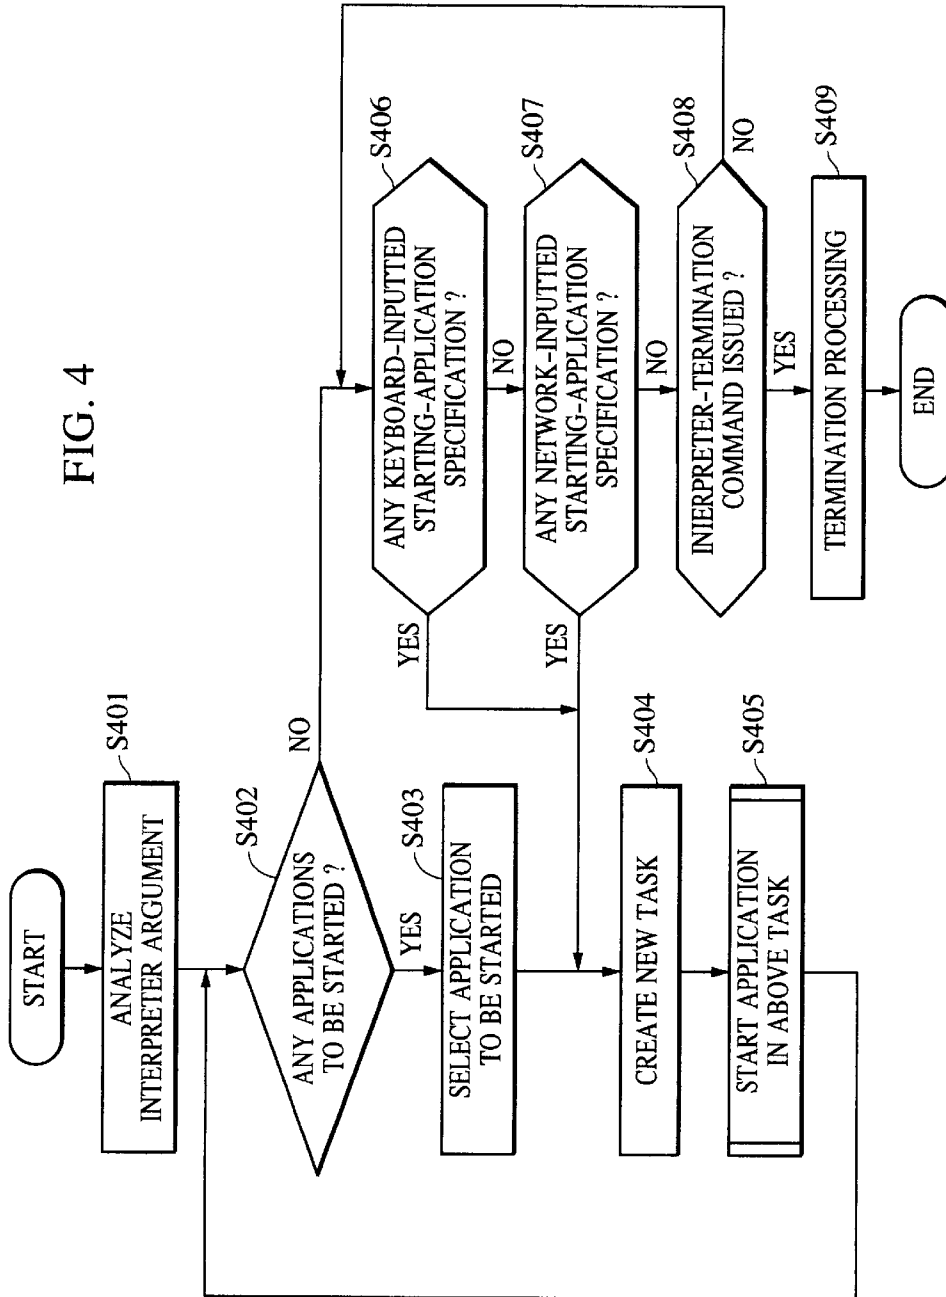 FIG. 4
START
S401
ANALYZE
INTERPRETER ARGUMENT
S402
ANY APPLICATIONS
TO BE STARTED ?
NO
YES
S403
SELECT APPLICATION
TO BE STARTED
S404
CREATE NEW TASK
S405
START APPLICATION
IN ABOVE TASK
S406
ANY KEYBOARD-INPUTTED
STARTING-APPLICATION
SPECIFICATION ?
YES
NO
S407
ANY NETWORK-INPUTTED
STARTING-APPLICATION
SPECIFICATION ?
YES
NO
S408
INIERPRETER-TERMINATION
COMMAND ISSUED ?
NO
YES
S409
TERMINATION PROCESSING
END